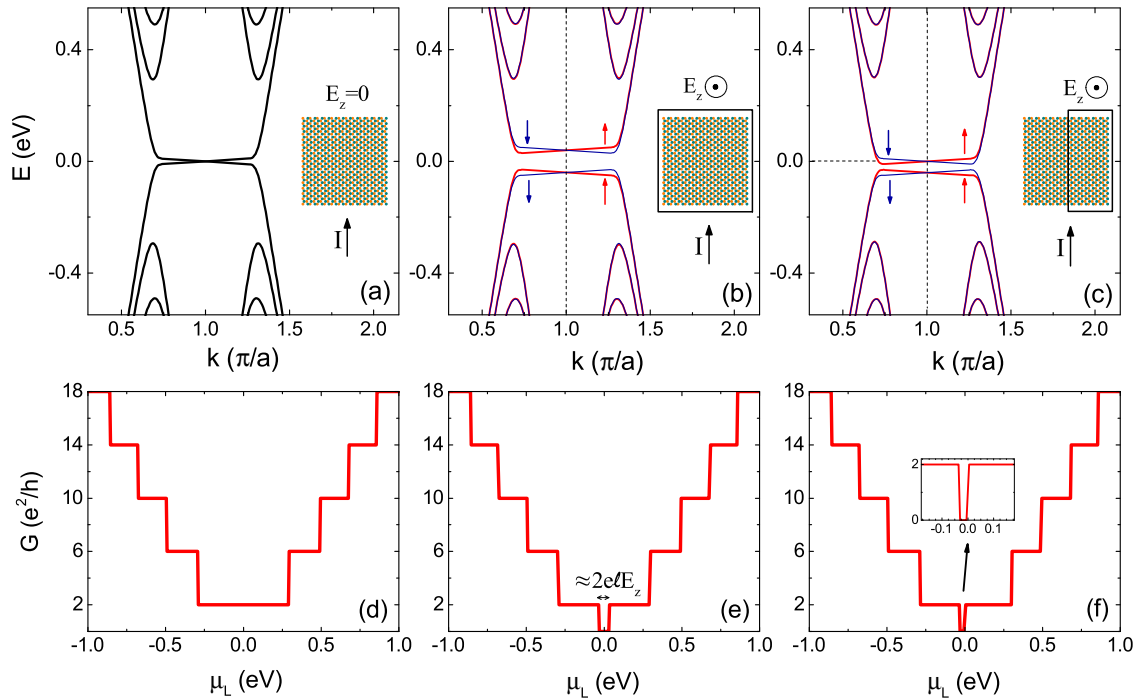 0.4
0.0
-0.4
E (eV)
E_z=0
I
(a)
0.5
1.0
1.5
2.0
k (π/a)
0.4
0.0
-0.4
E_z ⊙
I
(b)
0.5
1.0
1.5
2.0
k (π/a)
0.4
0.0
-0.4
E_z ⊙
I
(c)
0.5
1.0
1.5
2.0
k (π/a)
18
14
10
6
2
G (e²/h)
(d)
-1.0
-0.5
0.0
0.5
1.0
μ_L (eV)
18
14
10
6
2
≈2eℓE_z
(e)
-1.0
-0.5
0.0
0.5
1.0
μ_L (eV)
18
14
10
6
2
2
0
-0.1
0.0
0.1
(f)
-1.0
-0.5
0.0
0.5
1.0
μ_L (eV)